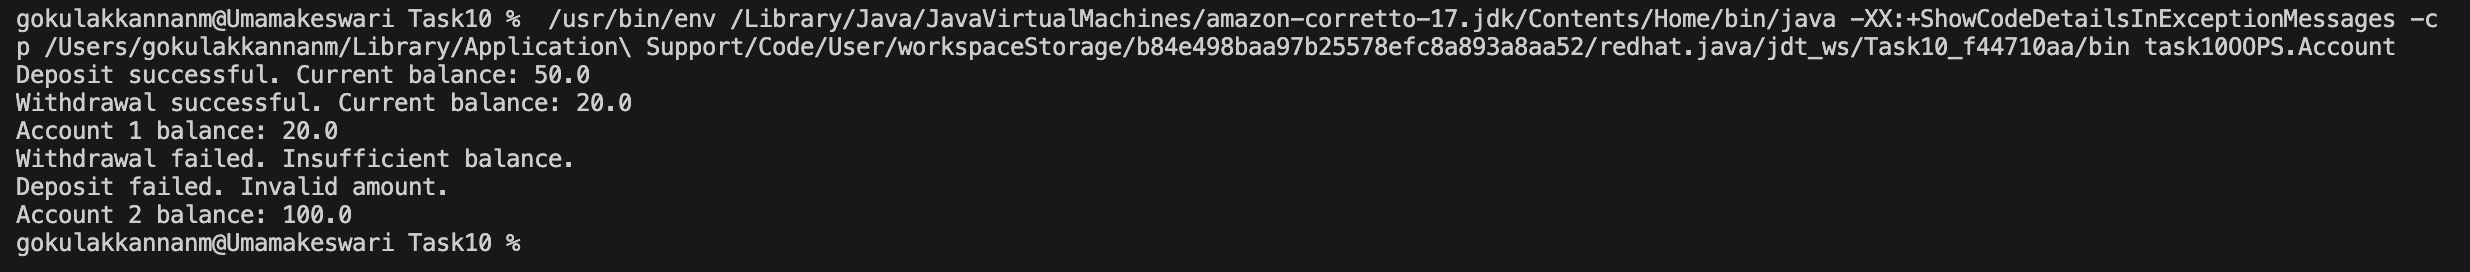 gokulakkannanm@Umamakeswari Task10 %  /usr/bin/env /Library/Java/JavaVirtualMachines/amazon-corretto-17.jdk/Contents/Home/bin/java -XX:+ShowCodeDetailsInExceptionMessages -c
p /Users/gokulakkannanm/Library/Application\ Support/Code/User/workspaceStorage/b84e498baa97b25578efc8a893a8aa52/redhat.java/jdt_ws/Task10_f44710aa/bin task10OOPS.Account
Deposit successful. Current balance: 50.0
Withdrawal successful. Current balance: 20.0
Account 1 balance: 20.0
Withdrawal failed. Insufficient balance.
Deposit failed. Invalid amount.
Account 2 balance: 100.0
gokulakkannanm@Umamakeswari Task10 %